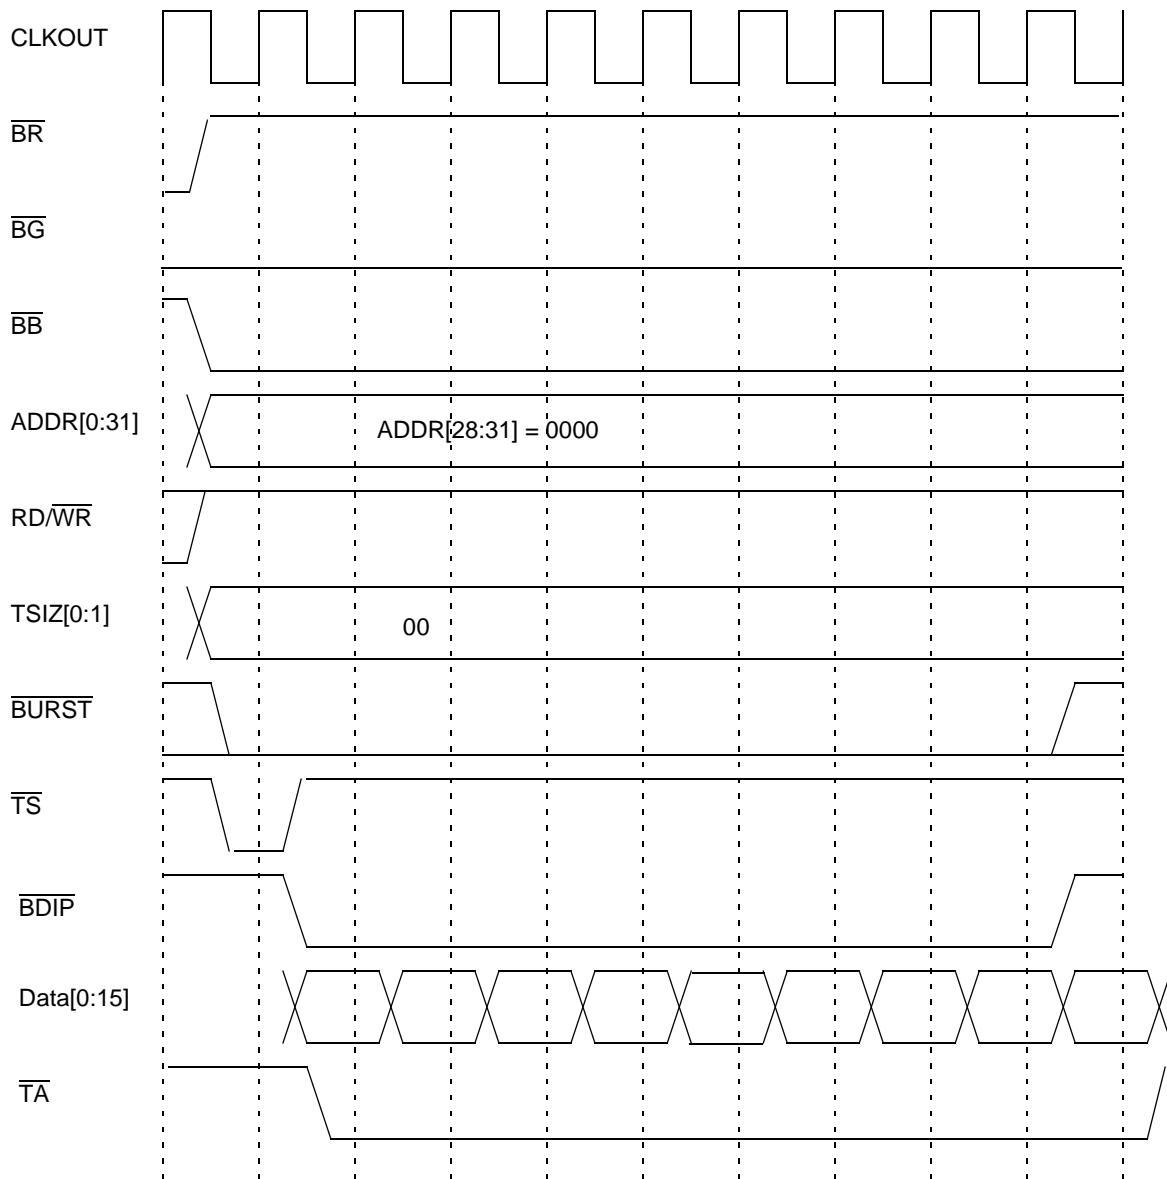 CLKOUT
BR
BG
BB
ADDR[0:31]
ADDR[28:31] = 0000
RD/WR
TSIZ[0:1]
00
BURST
TS
BDIP
Data[0:15]
TA